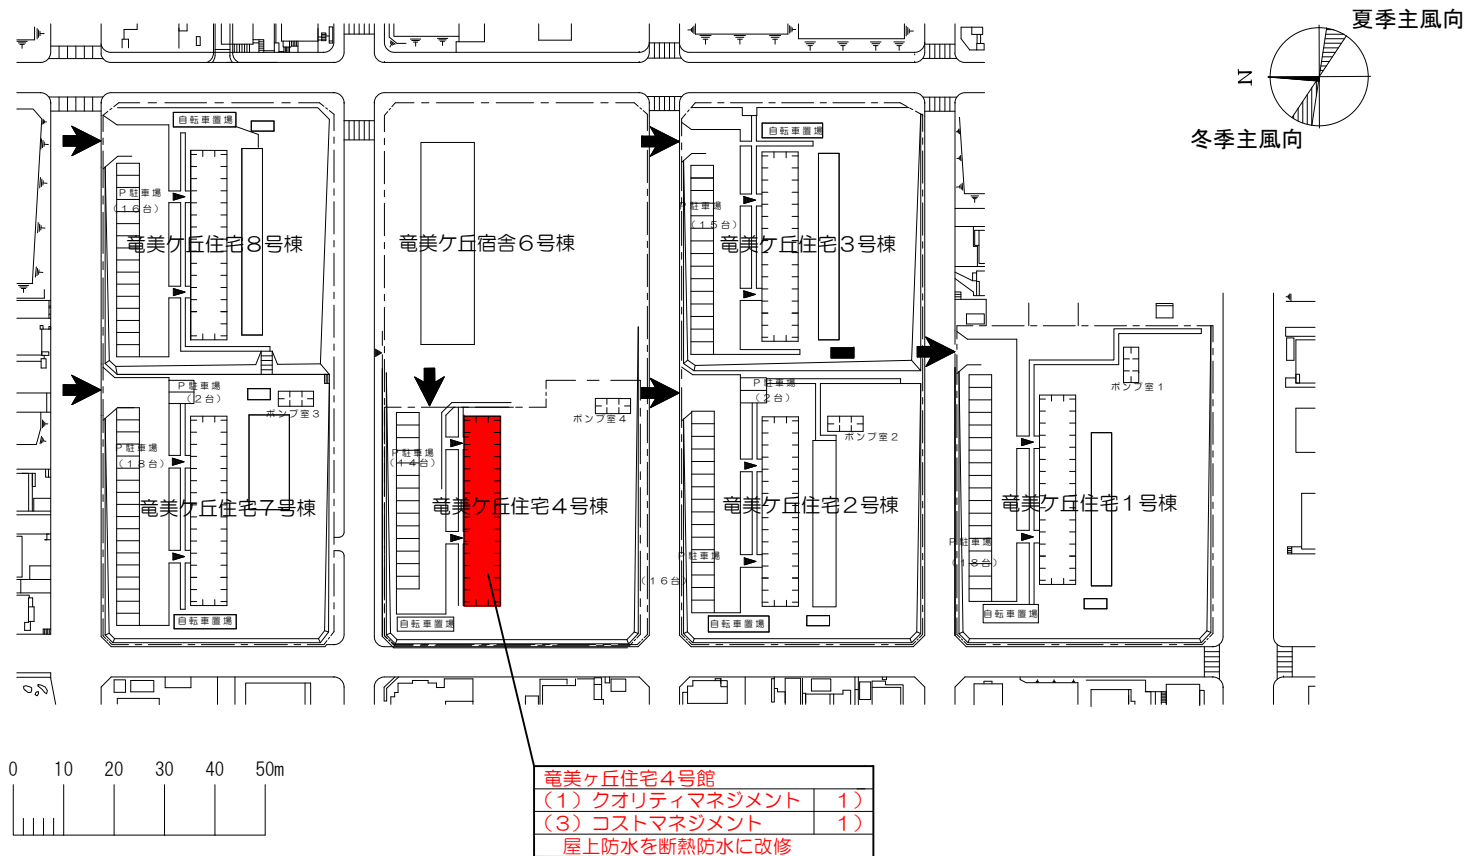 夏季主風向
N
冬季主風向
自転車置場
P駐車場
(16台)
竜美ケ丘住宅8号棟
竜美ケ丘宿舎6号棟
自転車置場
P駐車場
(15台)
竜美ケ丘住宅3号棟
P駐車場
(2台)
ポンプ室3
P駐車場
(18台)
竜美ケ丘住宅7号棟
自転車置場
ポンプ室4
P駐車場
(14台)
竜美ケ丘住宅4号棟
自転車置場
P駐車場
(2台)
ポンプ室2
竜美ケ丘住宅2号棟
P駐車場
(16台)
自転車置場
ポンプ室1
竜美ケ丘住宅1号棟
P駐車場
(18台)
自転車置場
0 10 20 30 40 50m
竜美ヶ丘住宅4号館
(1)クオリティマネジメント 1)
(3)コストマネジメント 1)
屋上防水を断熱防水に改修